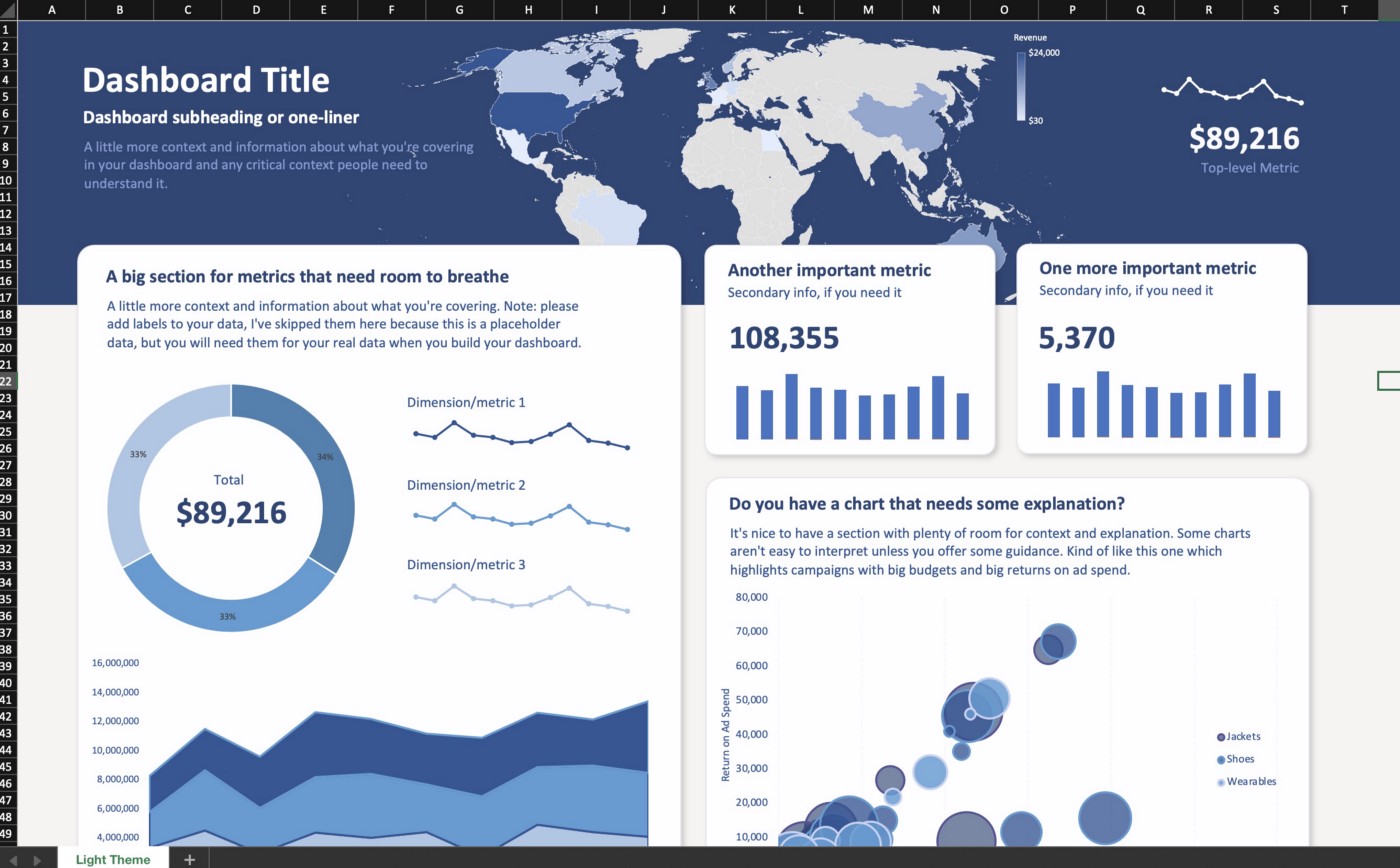 A B C D E F G H I J K L M N O P Q R S T
1
2
3
4
5
6
7
8
9
10
11
12
13
14
15
16
17
18
19
20
21
22
23
24
25
26
27
28
29
30
31
32
33
34
35
36
37
38
39
40
41
42
43
44
45
46
47
48
49
Dashboard Title
Dashboard subheading or one-liner
A little more context and information about what you're covering
in your dashboard and any critical context people need to
understand it.
Revenue
$24,000
$30
$89,216
Top-level Metric
A big section for metrics that need room to breathe
A little more context and information about what you're covering. Note: please
add labels to your data, I've skipped them here because this is a placeholder
data, but you will need them for your real data when you build your dashboard.
33%
34%
33%
Total
$89,216
Dimension/metric 1
Dimension/metric 2
Dimension/metric 3
16,000,000
14,000,000
12,000,000
10,000,000
8,000,000
6,000,000
4,000,000
Another important metric
Secondary info, if you need it
108,355
One more important metric
Secondary info, if you need it
5,370
Do you have a chart that needs some explanation?
It's nice to have a section with plenty of room for context and explanation. Some charts
aren't easy to interpret unless you offer some guidance. Kind of like this one which
highlights campaigns with big budgets and big returns on ad spend.
80,000
70,000
60,000
50,000
40,000
30,000
20,000
10,000
Return on Ad Spend
Jackets
Shoes
Wearables
Light Theme